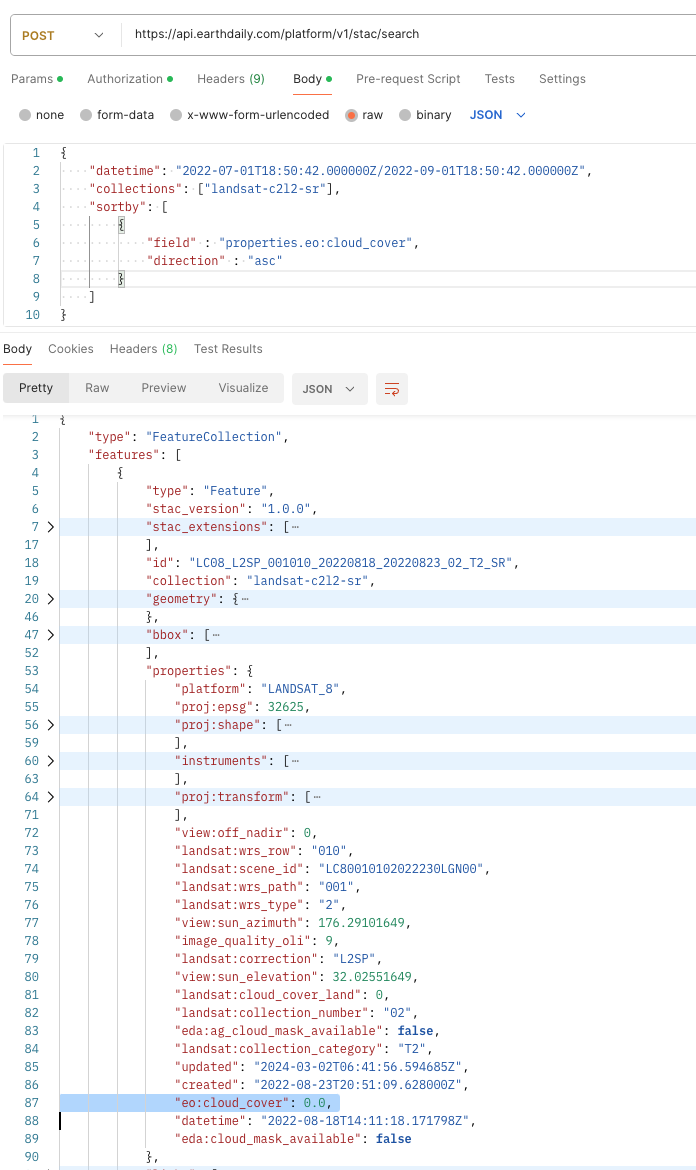 POST https://api.earthdaily.com/platform/v1/stac/search
Params Authorization Headers (9) Body Pre-request Script Tests Settings
none form-data x-www-form-urlencoded raw binary JSON
1 {
2 "datetime": "2022-07-01T18:50:42.000000Z/2022-09-01T18:50:42.000000Z",
3 "collections": ["landsat-c2l2-sr"],
4 "sortby": [
5 {
6 "field" : "properties.eo:cloud_cover",
7 "direction" : "asc"
8 }
9 ]
10 }
Body Cookies Headers (8) Test Results
Pretty Raw Preview Visualize JSON
1 {
2 "type": "FeatureCollection",
3 "features": [
4 {
5 "type": "Feature",
6 "stac_version": "1.0.0",
7 "stac_extensions": [⋯
17 ],
18 "id": "LC08_L2SP_001010_20220818_20220823_02_T2_SR",
19 "collection": "landsat-c2l2-sr",
20 "geometry": {⋯
46 },
47 "bbox": [⋯
52 ],
53 "properties": {
54 "platform": "LANDSAT_8",
55 "proj:epsg": 32625,
56 "proj:shape": [⋯
59 ],
60 "instruments": [⋯
63 ],
64 "proj:transform": [⋯
71 ],
72 "view:off_nadir": 0,
73 "landsat:wrs_row": "010",
74 "landsat:scene_id": "LC80010102022230LGN00",
75 "landsat:wrs_path": "001",
76 "landsat:wrs_type": "2",
77 "view:sun_azimuth": 176.29101649,
78 "image_quality_oli": 9,
79 "landsat:correction": "L2SP",
80 "view:sun_elevation": 32.02551649,
81 "landsat:cloud_cover_land": 0,
82 "landsat:collection_number": "02",
83 "eda:ag_cloud_mask_available": false,
84 "landsat:collection_category": "T2",
85 "updated": "2024-03-02T06:41:56.594685Z",
86 "created": "2022-08-23T20:51:09.628000Z",
87 "eo:cloud_cover": 0.0,
88 "datetime": "2022-08-18T14:11:18.171798Z",
89 "eda:cloud_mask_available": false
90 },